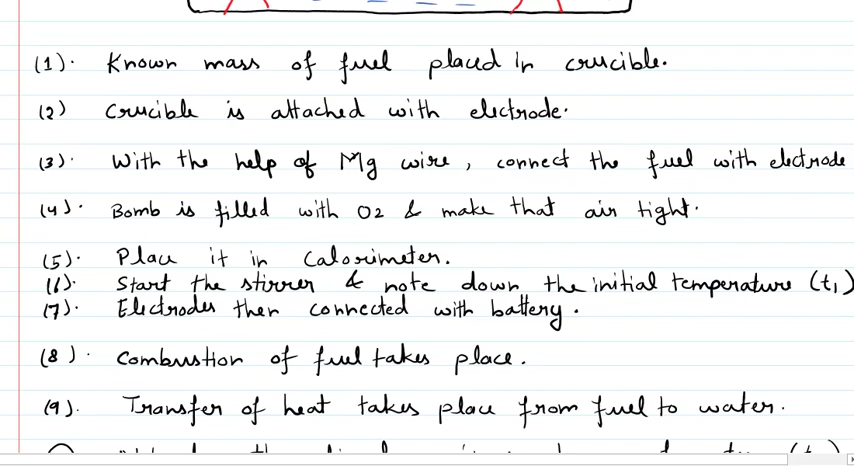 (1). Known mass of fuel placed in crucible.
(2) Crucible is attached with electrode.
(3). With the help of Mg wire, connect the fuel with electrode
(4). Bomb is filled with O2 & make that air tight.
(5). Place it in Calorimeter.
(6). Start the stirrer & note down the initial temperature (t1)
(7). Electrodes then connected with battery.
(8). Combustion of fuel takes place.
(9). Transfer of heat takes place from fuel to water.